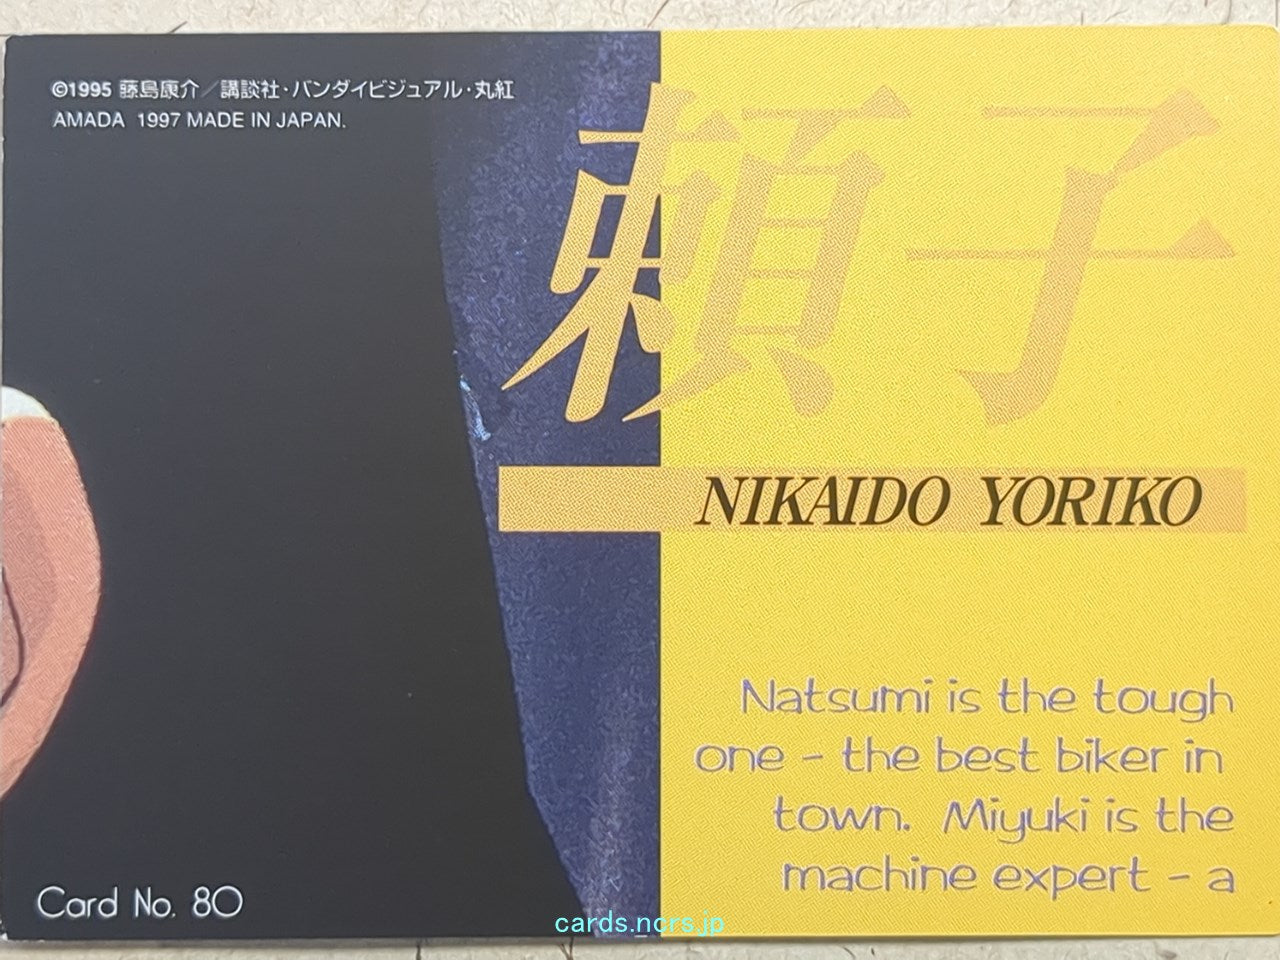 ©1995 藤島康介／講談社・バンダイビジュアル・丸紅
AMADA 1997 MADE IN JAPAN.
頼子
NIKAIDO YORIKO
Natsumi is the tough
one – the best biker in
town. Miyuki is the
machine expert – a
Card No. 80
cards.ncrs.jp